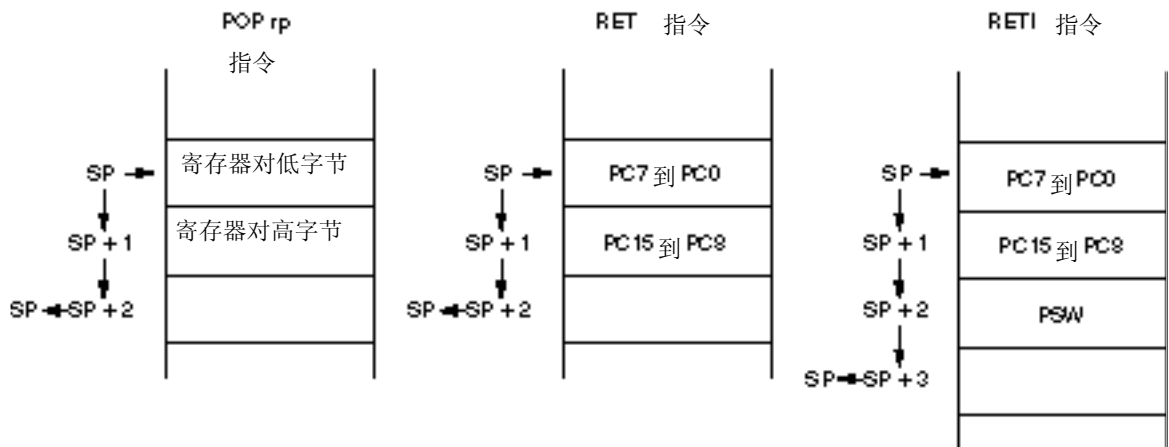 POP rp
指令
SP
寄存器对低字节
SP + 1
寄存器对高字节
SP
SP + 2
RET 指令
SP
PC7 到 PC0
SP + 1
PC15 到 PC8
SP
SP + 2
RETI 指令
SP
PC7 到 PC0
SP + 1
PC15 到 PC8
SP + 2
PSW
SP
SP + 3